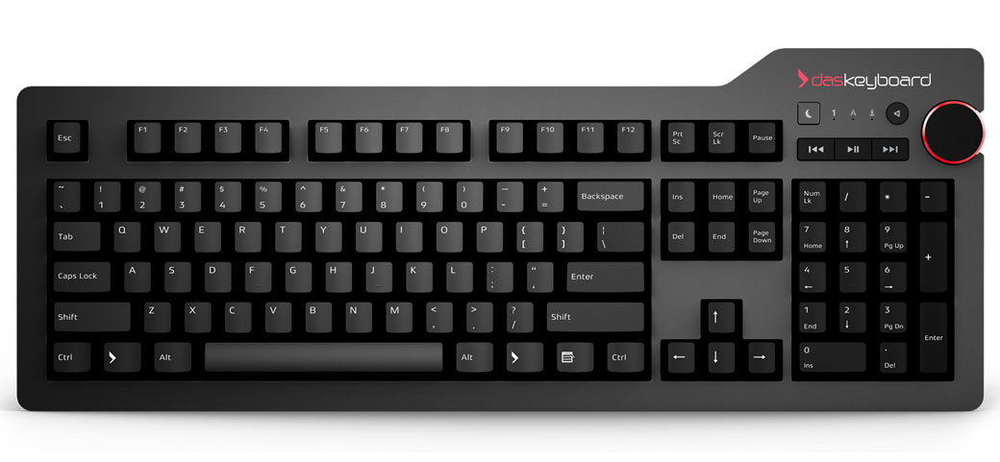 daskeyboard
1 A
Esc F1 F2 F3 F4 F5 F6 F7 F8 F9 F10 F11 F12 Prt Sc Scr Lk Pause
~ ` ! 1 @ 2 # 3 $ 4 % 5 ^ 6 & 7 * 8 ( 9 ) 0 — - + = Backspace Ins Home Page Up Num Lk / * -
Tab Q W E R T Y U I O P { [ } ] ¦ \ Del End Page Down 7 Home 8 ↑ 9 Pg Up +
Caps Lock A S D F G H J K L : ; “ ‘ Enter 4 ← 5 6 →
Shift Z X C V B N M < , > . ? / Shift ↑ 1 End 2 ↓ 3 Pg Dn Enter
Ctrl Alt Alt Ctrl ← ↓ → 0 Ins . Del